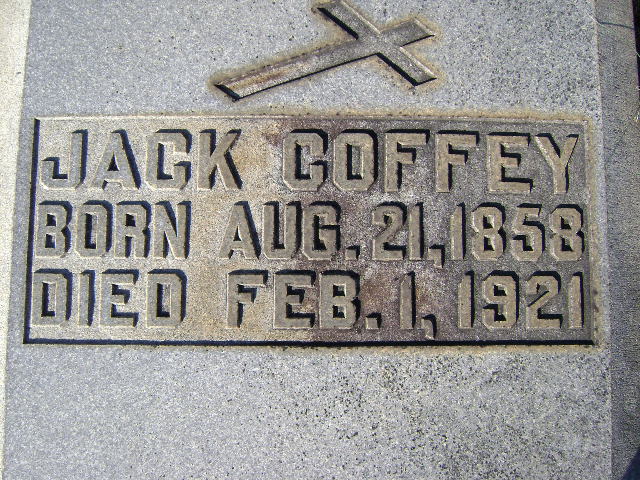 JACK COFFEY
BORN AUG. 21, 1858
DIED FEB. 1, 1921